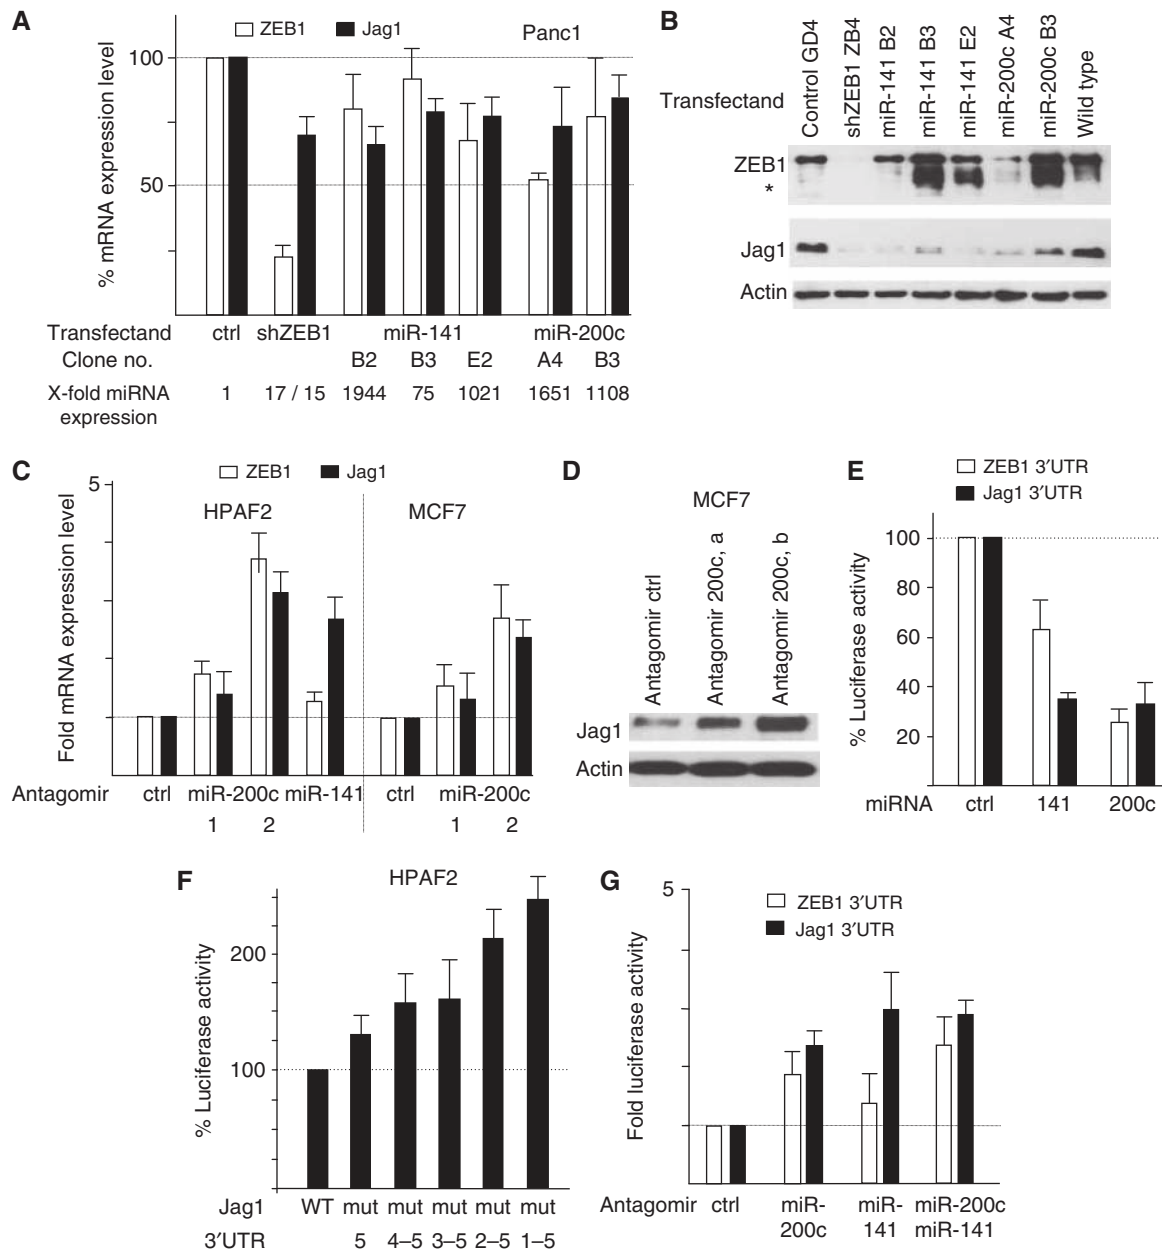 A
ZEB1
Jag1
Panc1
% mRNA expression level
100
50
Transfectand ctrl shZEB1 miR-141 miR-200c
Clone no. B2 B3 E2 A4 B3
X-fold miRNA expression 1 17 / 15 1944 75 1021 1651 1108
B
Transfectand
Control GD4
shZEB1 ZB4
miR-141 B2
miR-141 B3
miR-141 E2
miR-200c A4
miR-200c B3
Wild type
ZEB1
*
Jag1
Actin
C
ZEB1
Jag1
HPAF2
MCF7
Fold mRNA expression level
5
Antagomir ctrl miR-200c miR-141 ctrl miR-200c
1 2 1 2
D
MCF7
Antagomir ctrl
Antagomir 200c, a
Antagomir 200c, b
Jag1
Actin
E
ZEB1 3′UTR
Jag1 3′UTR
% Luciferase activity
100
80
60
40
20
miRNA ctrl 141 200c
F
HPAF2
% Luciferase activity
200
100
Jag1 WT mut mut mut mut mut
3′UTR 5 4–5 3–5 2–5 1–5
G
ZEB1 3′UTR
Jag1 3′UTR
Fold luciferase activity
5
Antagomir ctrl miR- miR- miR-200c
200c 141 miR-141